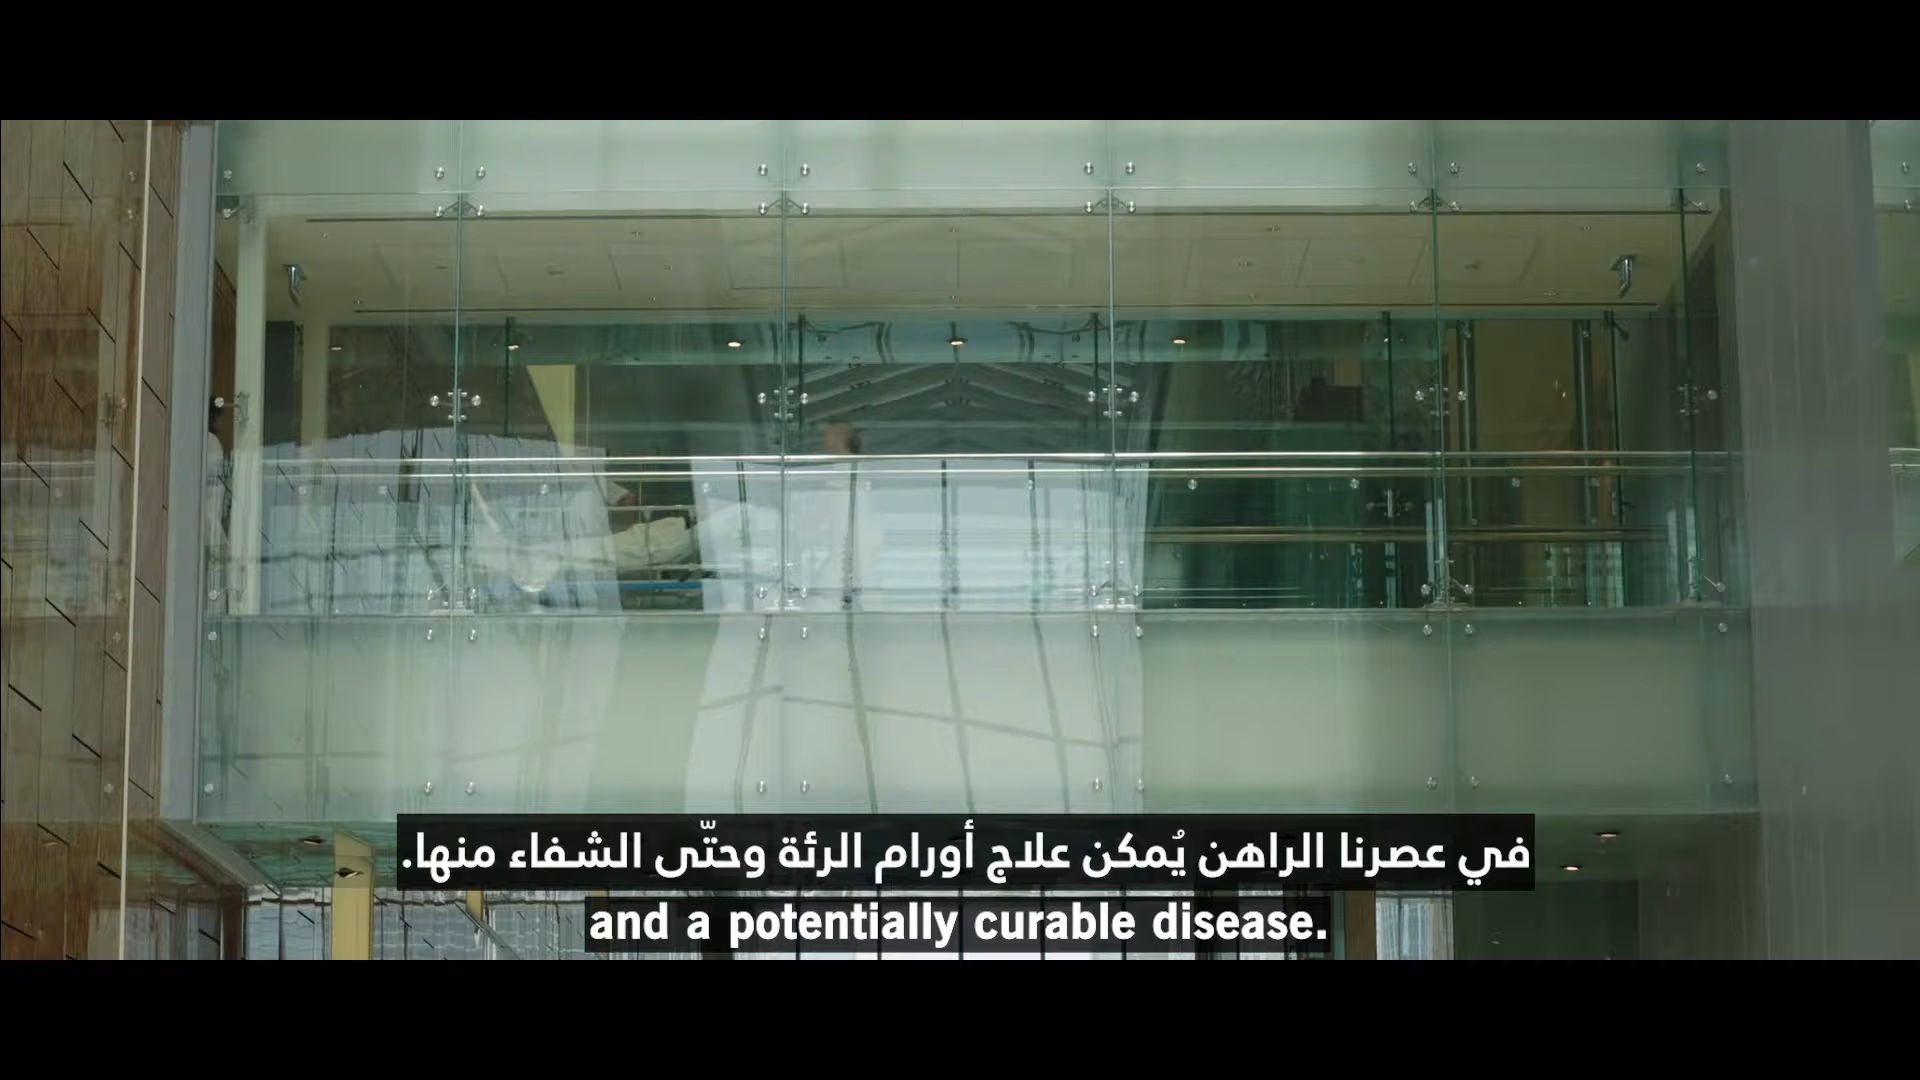 في عصرنا الراهن يُمكن علاج أورام الرئة وحتّى الشفاء منها.
and a potentially curable disease.